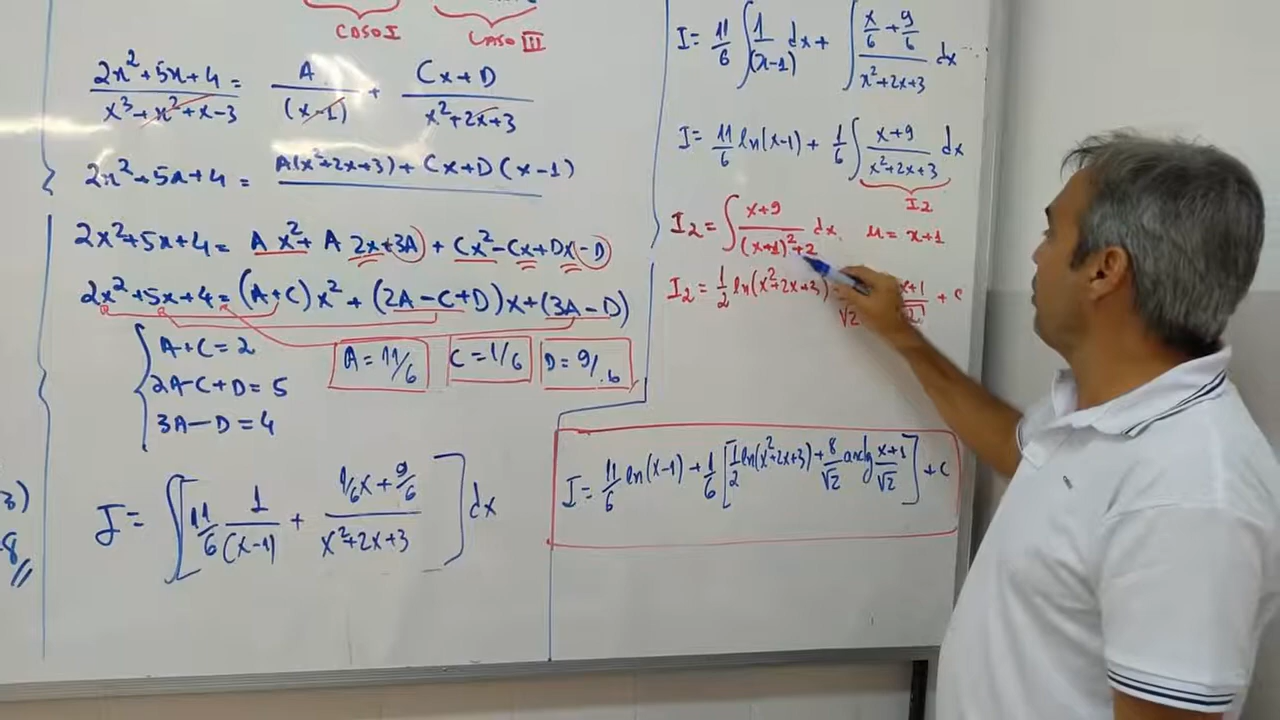 CASO I CASO III
2x²+5x+4 / x³+x²+x-3 = A / (x-1) + Cx+D / x²+2x+3
2x²+5x+4 = A(x²+2x+3) + Cx+D (x-1)
2x²+5x+4 = Ax² + A2x+3A + Cx²-Cx+Dx-D
2x²+5x+4 = (A+C)x² + (2A-C+D)x+(3A-D)
A+C=2
2A-C+D=5
3A-D=4
A=11/6 C=1/6 D=9/6
3)
8
I= ∫[11/6 1/(x-1) + 1/6x+9/6 / x²+2x+3] dx
I= 11/6 ∫ 1/(x-1) dx + ∫ x/6 + 9/6 / x²+2x+3 dx
I= 11/6 ln(x-1) + 1/6 ∫ x+9 / x²+2x+3 dx
I2
I2 = ∫ x+9 / (x+1)²+2 dx. u = x+1
I2 = 1/2 ln(x²+2x+3) √2 x+1/√2 + C
I= 11/6 ln(x-1) + 1/6 [1/2 ln(x²+2x+3) + 8/√2 arctg x+1/√2] + C